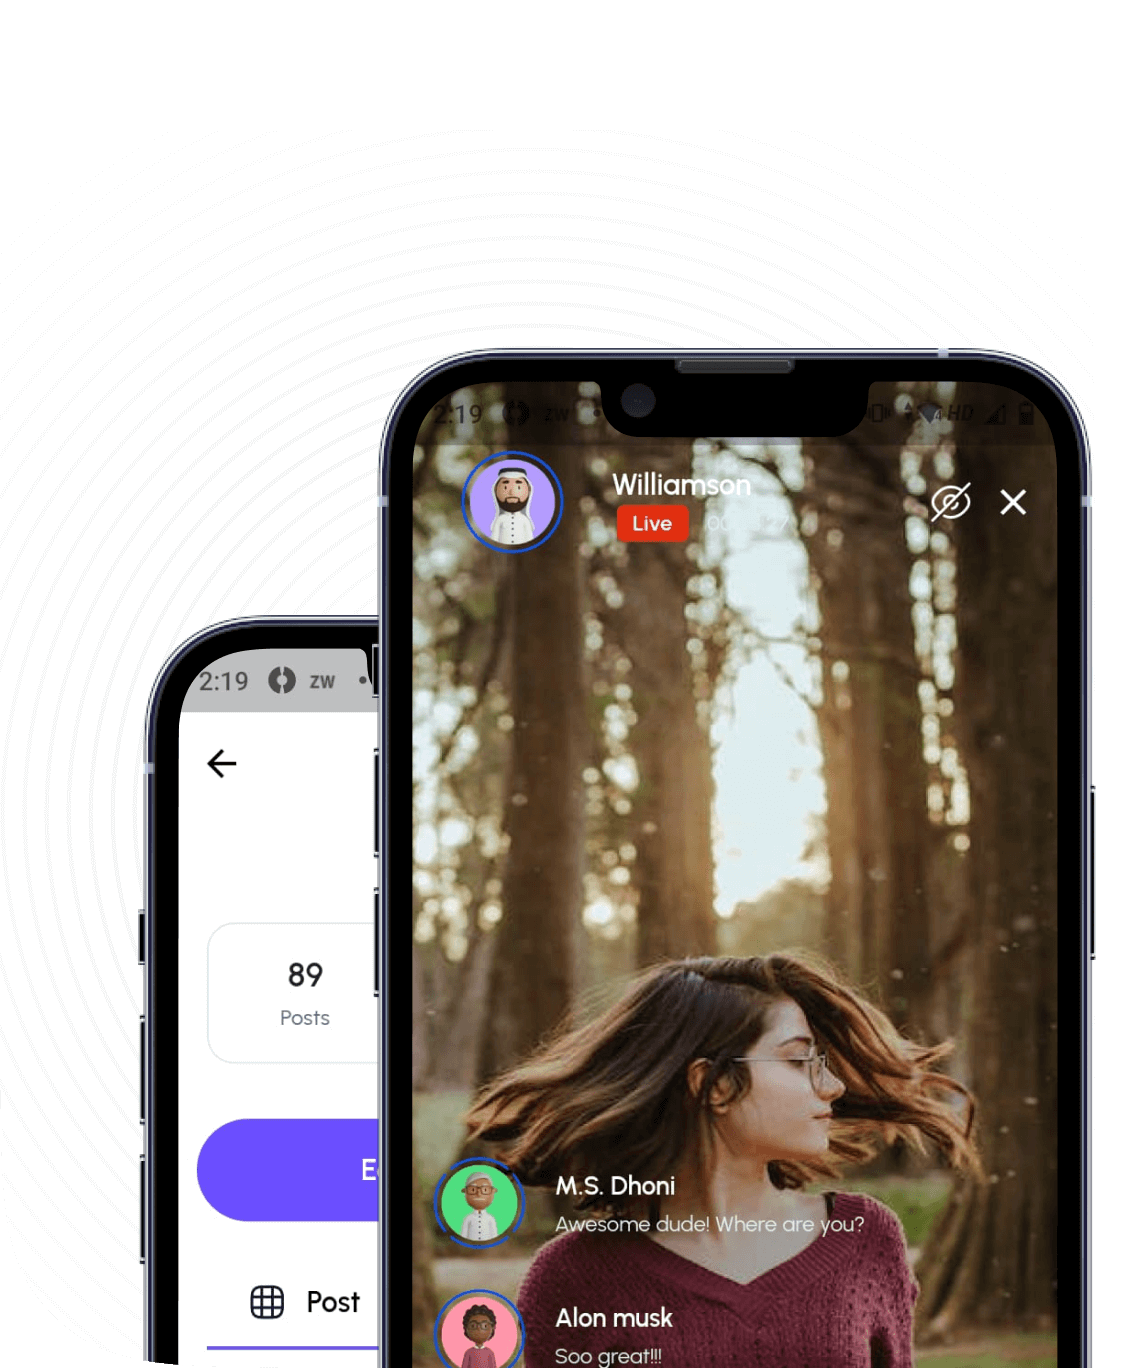 2:19 zw HD
Williamson
Live
2:19 zw
89
Posts
M.S. Dhoni
Awesome dude! Where are you?
Post
Alon musk
Soo great!!!